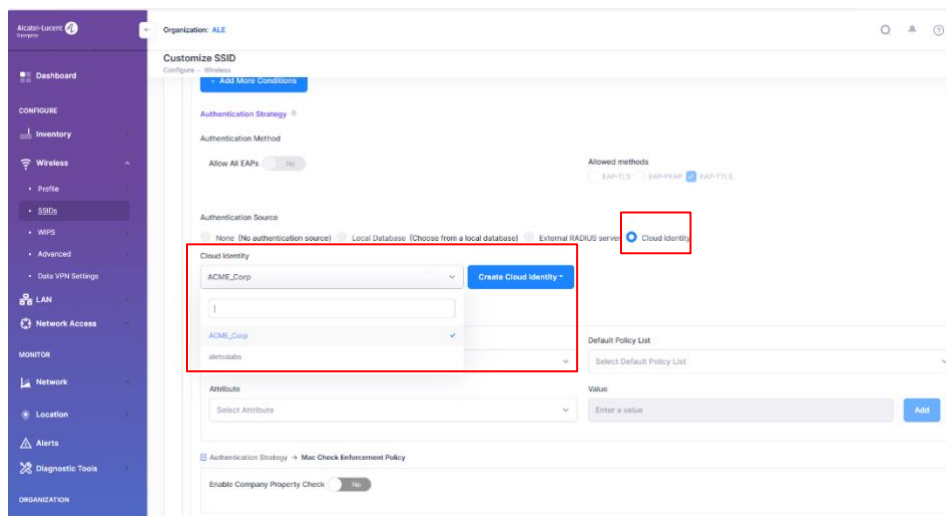 Alcatel-Lucent
Enterprise
Organization: ALE
Customize SSID
Configure - Wireless
Dashboard
CONFIGURE
Inventory
Wireless
Profile
SSIDs
WIPS
Advanced
Data VPN Settings
LAN
Network Access
MONITOR
Network
Location
Alerts
Diagnostic Tools
ORGANIZATION
+ Add More Conditions
Authentication Strategy
Authentication Method
Allow All EAPs No
Allowed methods
EAP-TLS EAP-PEAP EAP-TTLS
Authentication Source
None (No authentication source) Local Database (Choose from a local database) External RADIUS server Cloud Identity
Cloud Identity
ACME_Corp
Create Cloud Identity
ACME_Corp
Default Policy List
Select Default Policy List
Attribute
Select Attribute
Value
Enter a value
Add
Authentication Strategy → Mac Check Enforcement Policy
Enable Company Property Check No